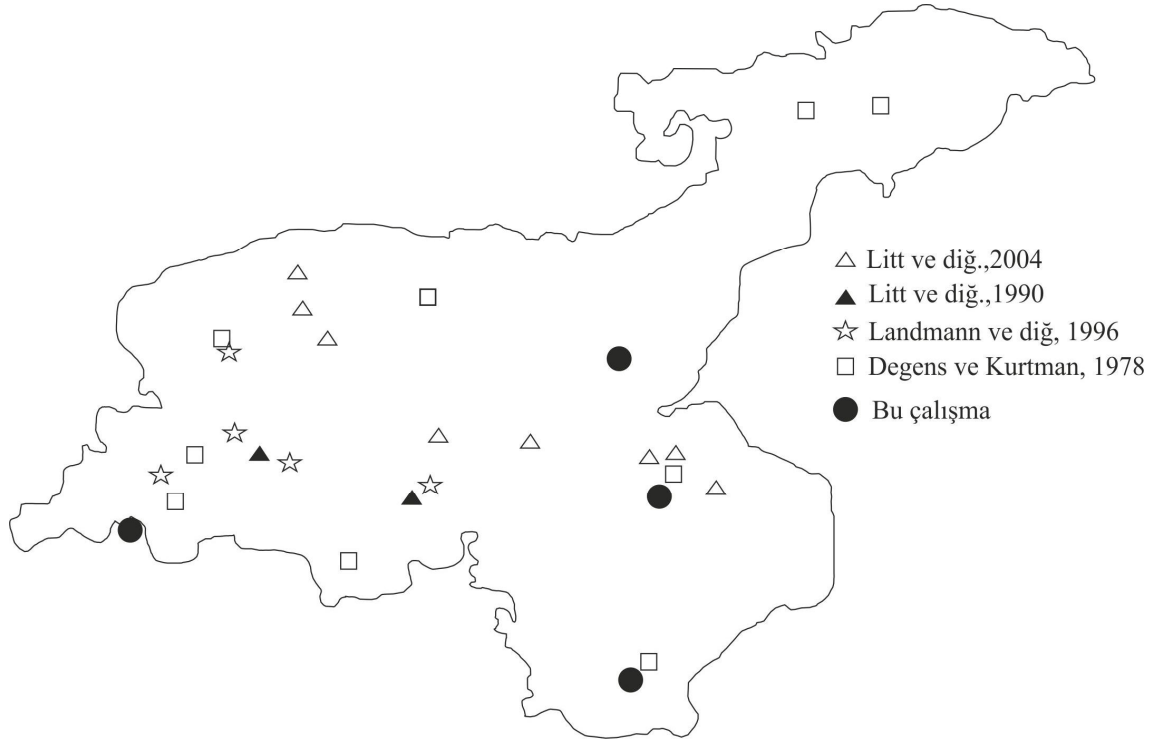 Litt ve diğ.,2004
Litt ve diğ.,1990
Landmann ve diğ, 1996
Degens ve Kurtman, 1978
Bu çalışma